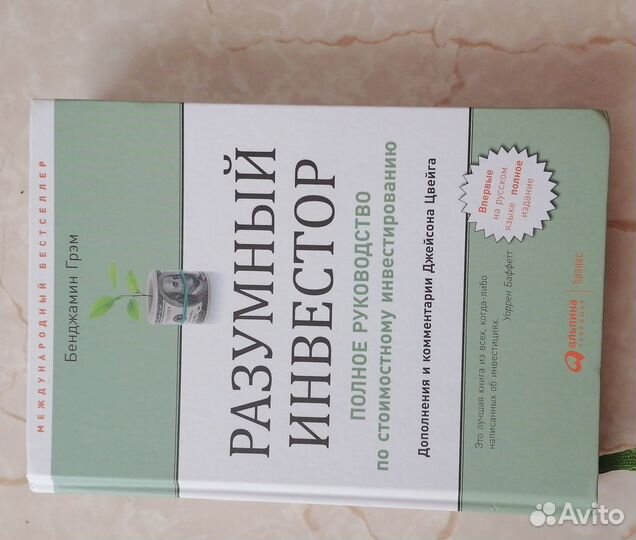 МЕЖДУНАРОДНЫЙ БЕСТСЕЛЛЕР
Бенджамин Грэм
РАЗУМНЫЙ
ИНВЕСТОР
ПОЛНОЕ РУКОВОДСТВО
по стоимостному инвестированию
Дополнения и комментарии Джейсона Цвейга
Впервые
на русском
языке полное
издание
Это лучшая книга из всех, когда-либо
написанных об инвестициях.
Уоррен Баффетт
альпина
паблишер
бизнес
Avito